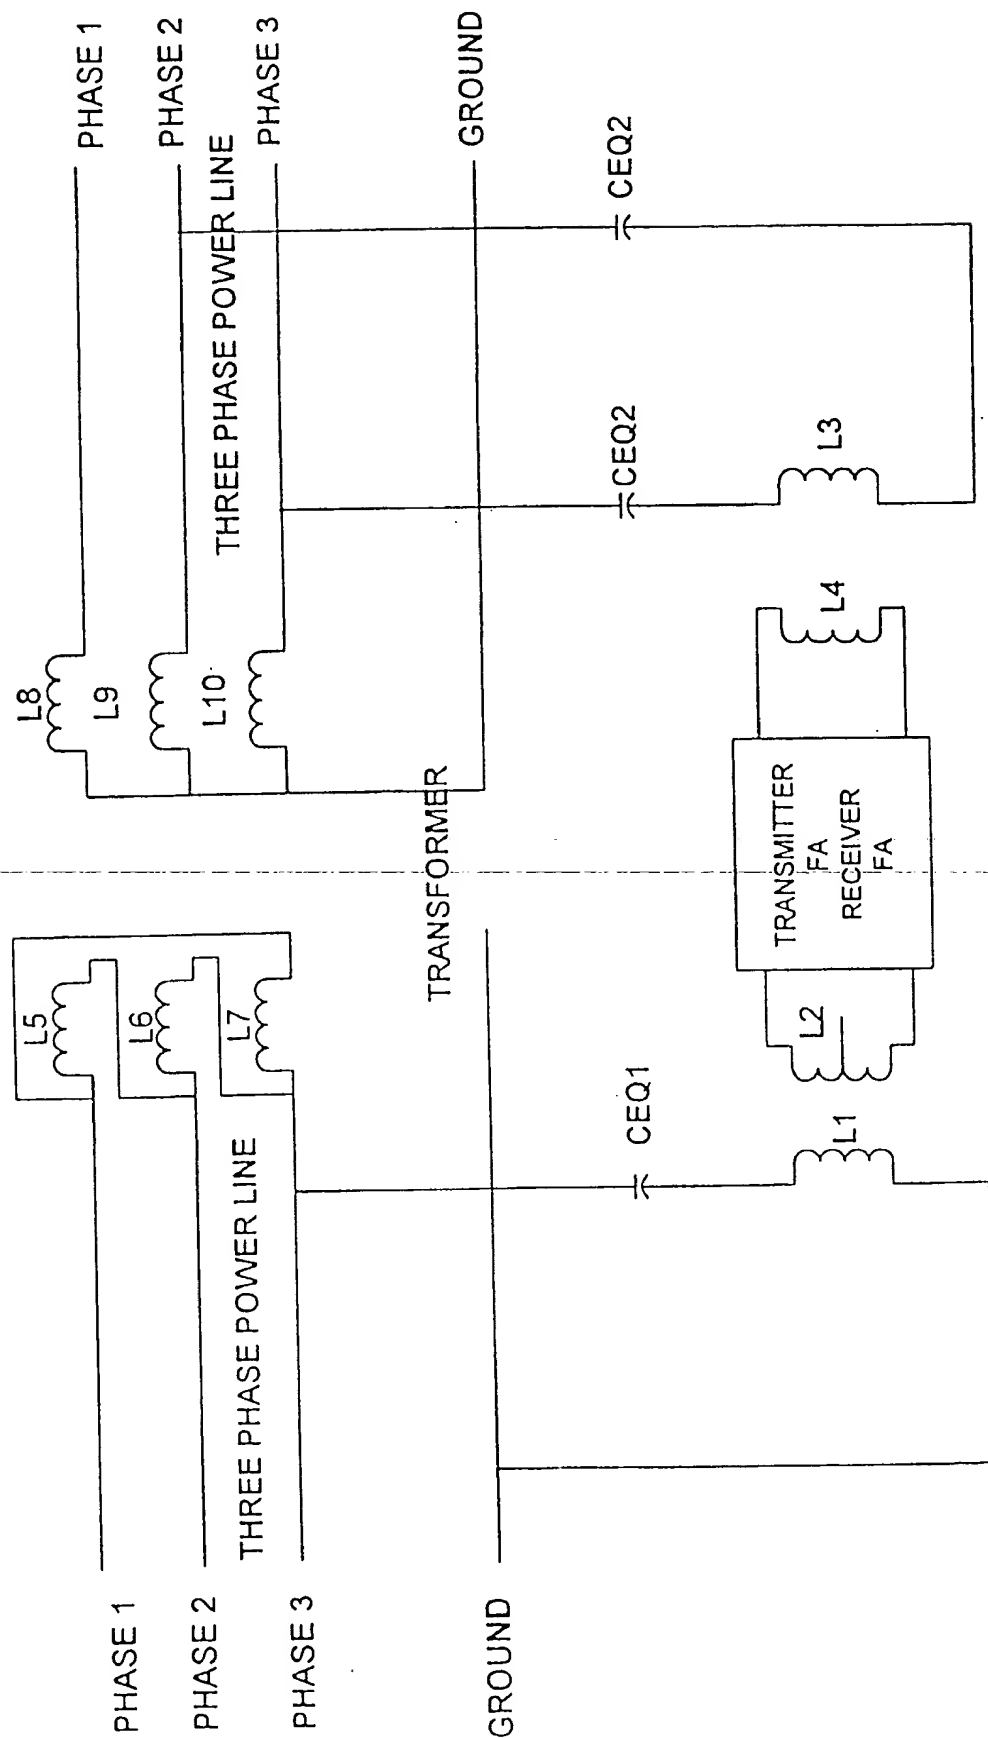 PHASE 1
PHASE 2
THREE PHASE POWER LINE
PHASE 3
GROUND
L5
L6
L7
TRANSFORMER
L8
L9
L10
PHASE 1
PHASE 2
THREE PHASE POWER LINE
PHASE 3
GROUND
CEQ1
CEQ2
CEQ2
L1
L2
TRANSMITTER
FA
RECEIVER
FA
L4
L3